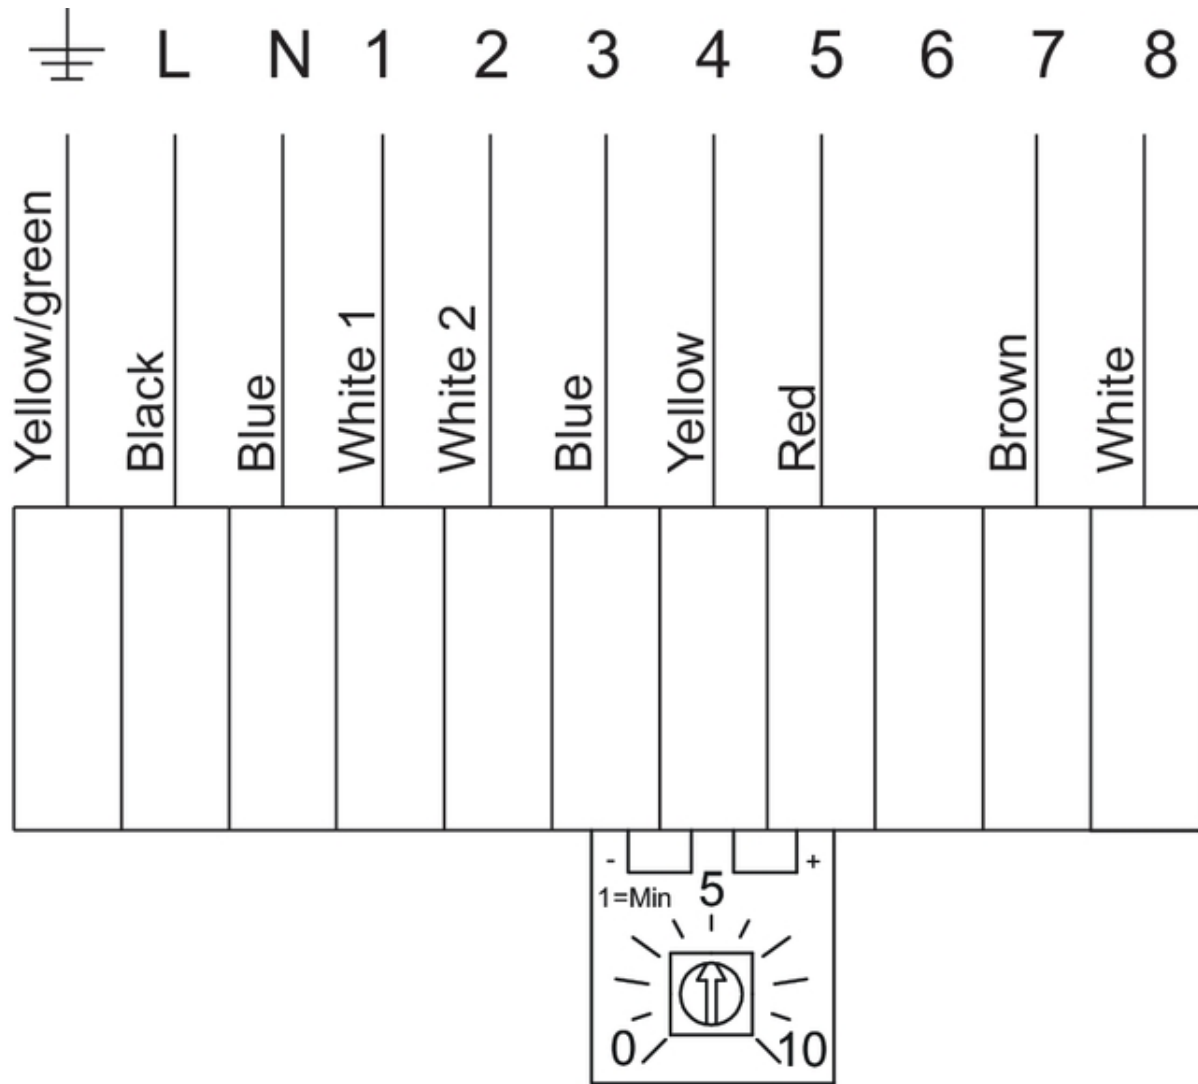 L N 1 2 3 4 5 6 7 8
Yellow/green
Black
Blue
White 1
White 2
Blue
Yellow
Red
Brown
White
- +
1=Min 5
0 10